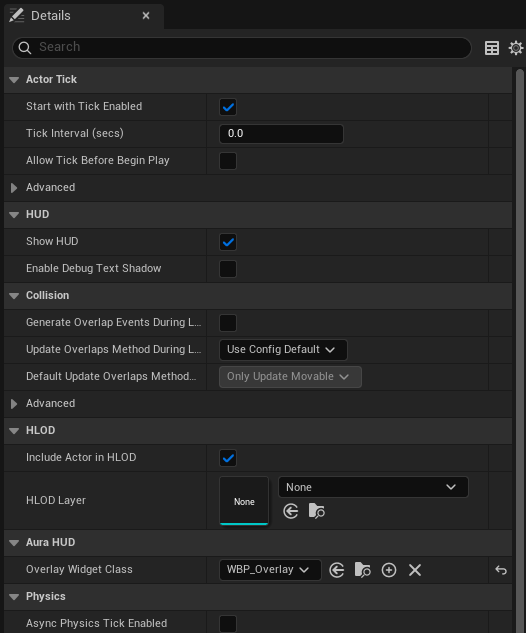 Details
Search
Actor Tick
Start with Tick Enabled
Tick Interval (secs) 0.0
Allow Tick Before Begin Play
Advanced
HUD
Show HUD
Enable Debug Text Shadow
Collision
Generate Overlap Events During L...
Update Overlaps Method During L... Use Config Default
Default Update Overlaps Method... Only Update Movable
Advanced
HLOD
Include Actor in HLOD
HLOD Layer None None
Aura HUD
Overlay Widget Class WBP_Overlay
Physics
Async Physics Tick Enabled